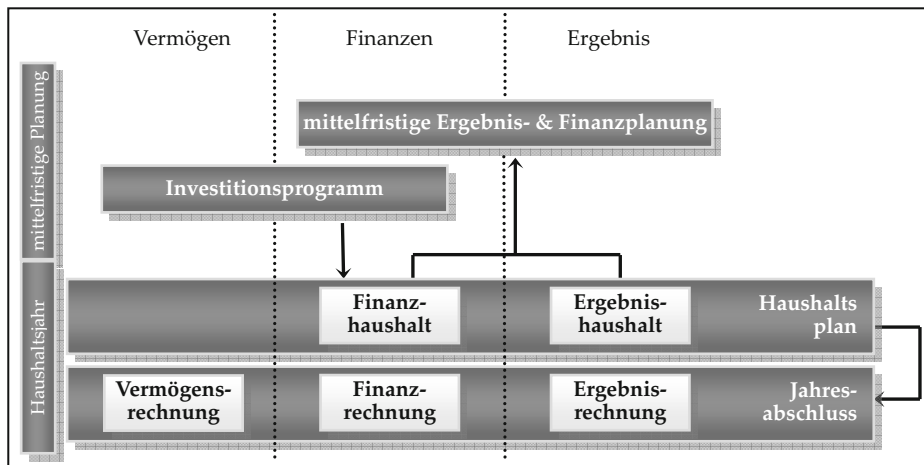 Vermögen
Finanzen
Ergebnis
mittelfristige Planung
mittelfristige Ergebnis- & Finanzplanung
Investitionsprogramm
Haushaltsjahr
Finanz-
haushalt
Ergebnis-
haushalt
Haushalts
plan
Vermögens-
rechnung
Finanz-
rechnung
Ergebnis-
rechnung
Jahres-
abschluss